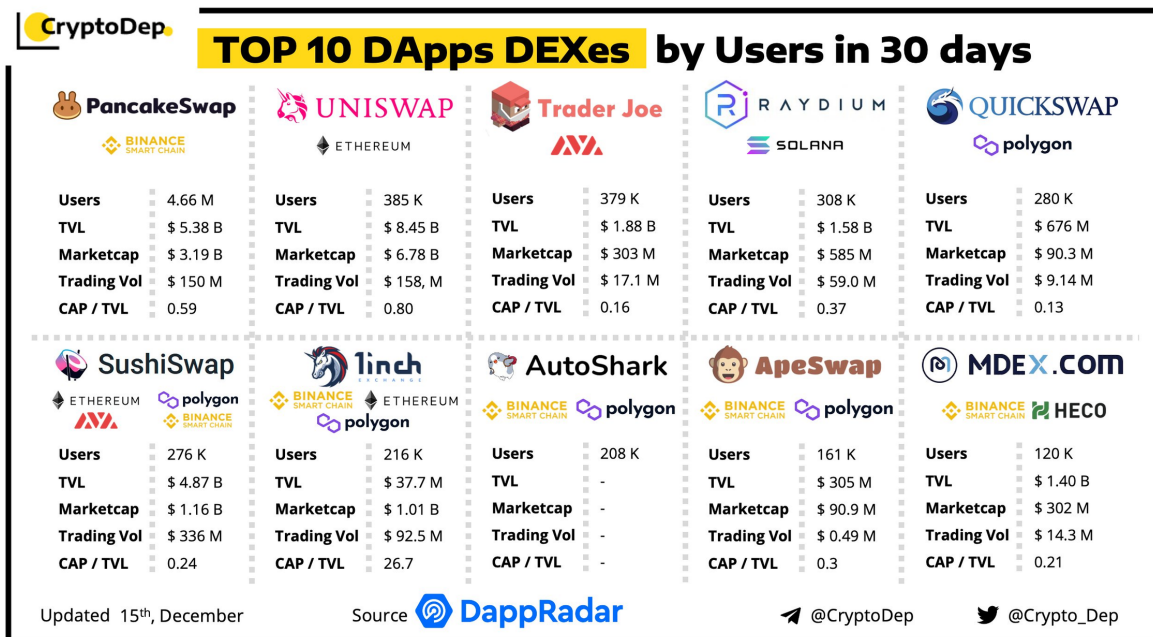 CryptoDep
TOP 10 DApps DEXes by Users in 30 days
PancakeSwap
BINANCE
SMART CHAIN
Users 4.66 M
TVL $ 5.38 B
Marketcap $ 3.19 B
Trading Vol $ 150 M
CAP / TVL 0.59
UNISWAP
ETHEREUM
Users 385 K
TVL $ 8.45 B
Marketcap $ 6.78 B
Trading Vol $ 158, M
CAP / TVL 0.80
Trader Joe
Users 379 K
TVL $ 1.88 B
Marketcap $ 303 M
Trading Vol $ 17.1 M
CAP / TVL 0.16
RAYDIUM
SOLANA
Users 308 K
TVL $ 1.58 B
Marketcap $ 585 M
Trading Vol $ 59.0 M
CAP / TVL 0.37
QUICKSWAP
polygon
Users 280 K
TVL $ 676 M
Marketcap $ 90.3 M
Trading Vol $ 9.14 M
CAP / TVL 0.13
SushiSwap
ETHEREUM polygon
BINANCE
SMART CHAIN
Users 276 K
TVL $ 4.87 B
Marketcap $ 1.16 B
Trading Vol $ 336 M
CAP / TVL 0.24
1inch
EXCHANGE
BINANCE
SMART CHAIN
ETHEREUM
polygon
Users 216 K
TVL $ 37.7 M
Marketcap $ 1.01 B
Trading Vol $ 92.5 M
CAP / TVL 26.7
AutoShark
BINANCE
SMART CHAIN
polygon
Users 208 K
TVL -
Marketcap -
Trading Vol -
CAP / TVL -
ApeSwap
BINANCE
SMART CHAIN
polygon
Users 161 K
TVL $ 305 M
Marketcap $ 90.9 M
Trading Vol $ 0.49 M
CAP / TVL 0.3
MDEX.COM
BINANCE
SMART CHAIN
HECO
Users 120 K
TVL $ 1.40 B
Marketcap $ 302 M
Trading Vol $ 14.3 M
CAP / TVL 0.21
Updated 15th, December
Source DappRadar
@CryptoDep
@Crypto_Dep